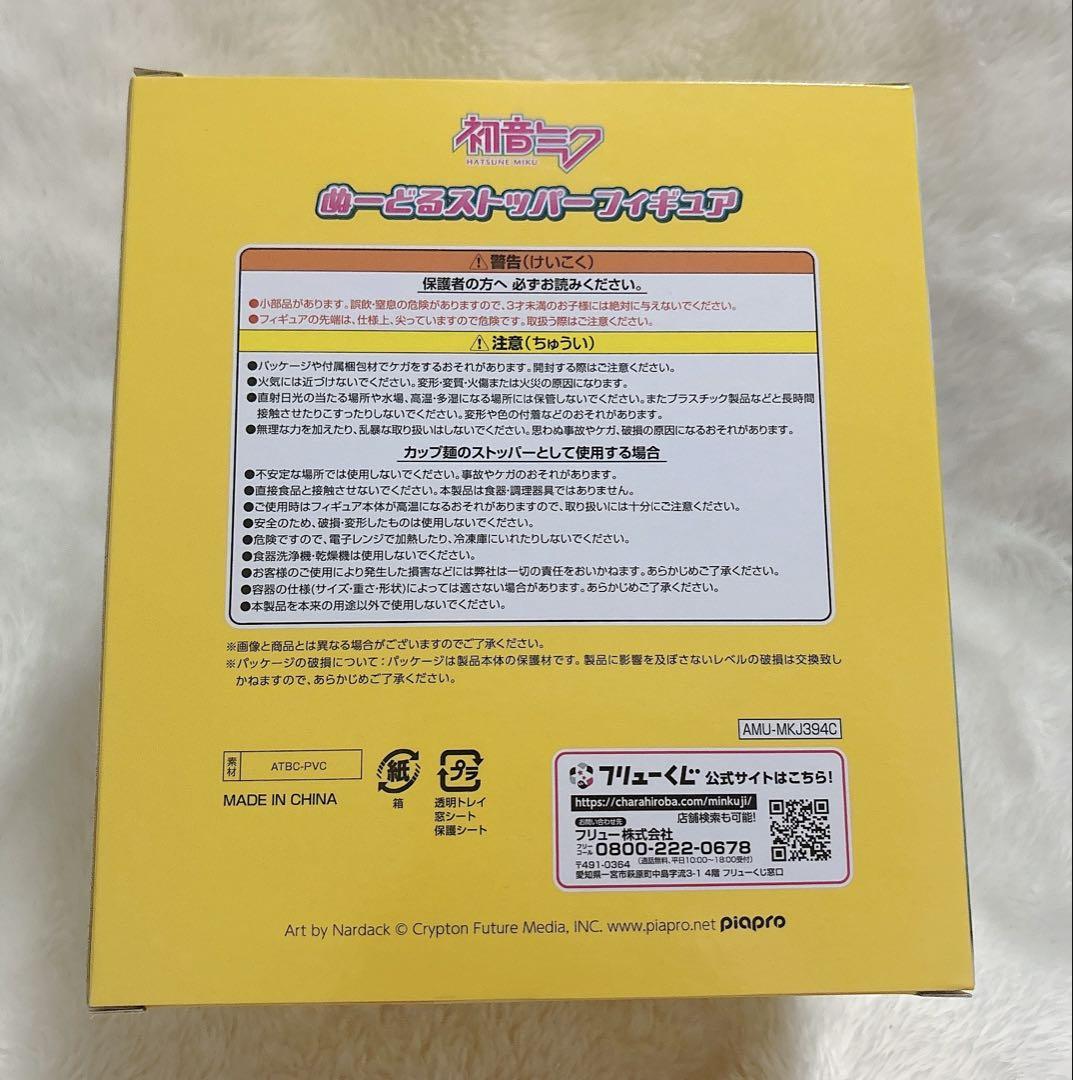 初音ミク
HATSUNE MIKU
ぬーどるストッパーフィギュア
⚠警告(けいこく)
保護者の方へ 必ずお読みください。
●小部品があります。誤飲・窒息の危険がありますので、3才未満のお子様には絶対に与えないでください。
●フィギュアの先端は、仕様上、尖っていますので危険です。取扱う際はご注意ください。
⚠注意(ちゅうい)
●パッケージや付属梱包材でケガをするおそれがあります。開封する際はご注意ください。
●火気には近づけないでください。変形・変質・火傷または火災の原因になります。
●直射日光の当たる場所や水場、高温・多湿になる場所には保管しないでください。またプラスチック製品などと長時間
接触させたりこすったりしないでください。変形や色の付着などのおそれがあります。
●無理な力を加えたり、乱暴な取り扱いはしないでください。思わぬ事故やケガ、破損の原因になるおそれがあります。
カップ麺のストッパーとして使用する場合
●不安定な場所では使用しないでください。事故やケガのおそれがあります。
●直接食品と接触させないでください。本製品は食器・調理器具ではありません。
●ご使用時はフィギュア本体が高温になるおそれがありますので、取り扱いには十分にご注意ください。
●安全のため、破損・変形したものは使用しないでください。
●危険ですので、電子レンジで加熱したり、冷凍庫にいれたりしないでください。
●食器洗浄機・乾燥機は使用しないでください。
●お客様のご使用により発生した損害などには弊社は一切の責任をおいかねます。あらかじめご了承ください。
●容器の仕様(サイズ・重さ・形状)によっては適さない場合があります。あらかじめご了承ください。
●本製品を本来の用途以外で使用しないでください。
※画像と商品とは異なる場合がございますのでご了承ください。
※パッケージの破損について：パッケージは製品本体の保護材です。製品に影響を及ぼさないレベルの破損は交換致し
かねますので、あらかじめご了承ください。
AMU-MKJ394C
素材 ATBC-PVC
MADE IN CHINA
紙
箱
プラ
透明トレイ
窓シート
保護シート
フリューくじ 公式サイトはこちら!
https://charahiroba.com/minkuji/
店舗検索も可能!
お問い合わせ先
フリュー株式会社
フリーコール 0800-222-0678
〒491-0364 (通話無料、平日10:00〜18:00受付)
愛知県一宮市萩原町中島字流3-1 4階 フリューくじ窓口
Art by Nardack © Crypton Future Media, INC. www.piapro.net piapro